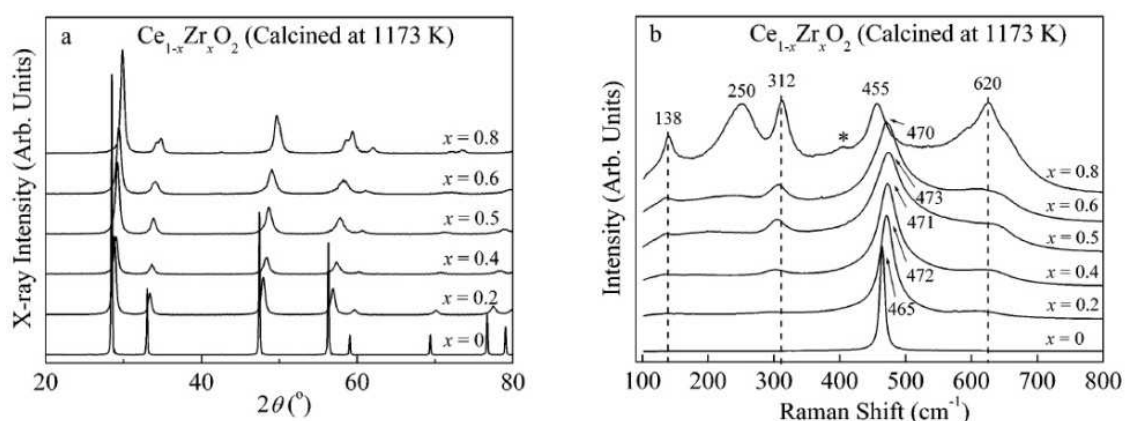 a
Ce1-xZrxO2 (Calcined at 1173 K)
X-ray Intensity (Arb. Units)
x = 0.8
x = 0.6
x = 0.5
x = 0.4
x = 0.2
x = 0
20
40
60
80
2θ (°)
b
Ce1-xZrxO2 (Calcined at 1173 K)
Intensity (Arb. Units)
138
250
312
455
620
*
470
473
471
472
465
x = 0.8
x = 0.6
x = 0.5
x = 0.4
x = 0.2
x = 0
100 200 300 400 500 600 700 800
Raman Shift (cm⁻¹)